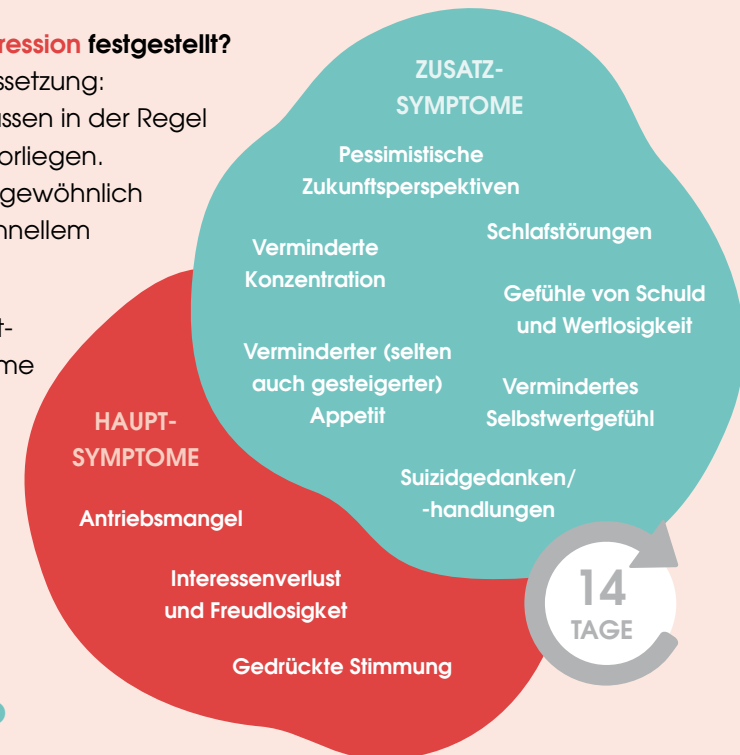 ression festgestellt?
ssetzung:
ssen in der Regel
orliegen.
gewöhnlich
nnellem
t-
me
ZUSATZ-
SYMPTOME
Pessimistische
Zukunftsperspektiven
Schlafstörungen
Verminderte
Konzentration
Gefühle von Schuld
und Wertlosigkeit
Verminderter (selten
auch gesteigerter)
Appetit
Vermindertes
Selbstwertgefühl
Suizidgedanken/
-handlungen
HAUPT-
SYMPTOME
Antriebsmangel
Interessenverlust
und Freudlosigket
Gedrückte Stimmung
14
TAGE